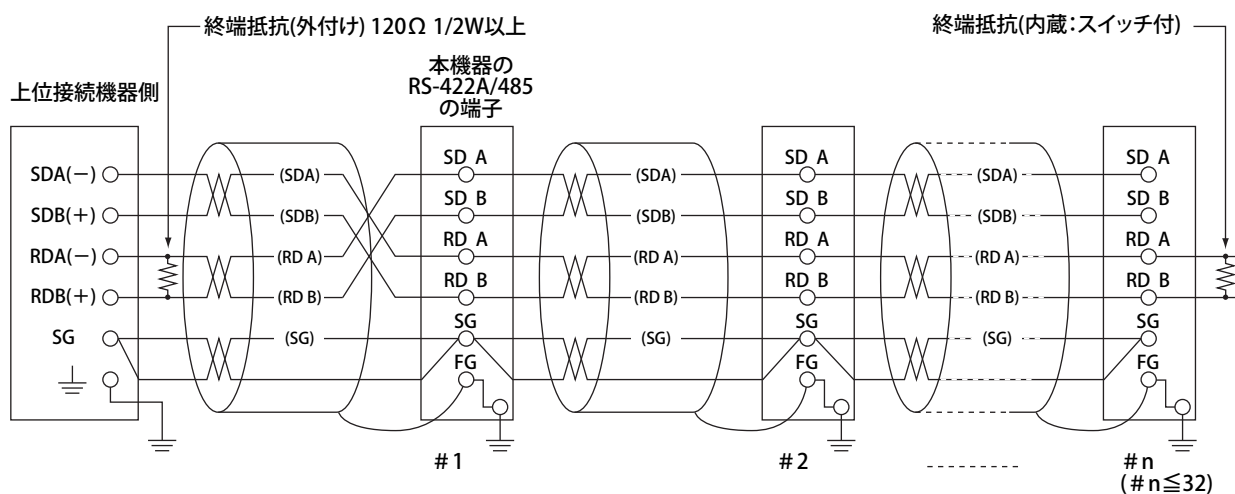 終端抵抗(外付け) 120Ω 1/2W以上
終端抵抗(内蔵：スイッチ付)
上位接続機器側
本機器の
RS-422A/485
の端子
SDA(−)
SDB(+)
RDA(−)
RDB(+)
SG
(SDA)
(SDB)
(RD A)
(RD B)
(SG)
SD A
SD B
RD A
RD B
SG
FG
#1
(SDA)
(SDB)
(RD A)
(RD B)
(SG)
SD A
SD B
RD A
RD B
SG
FG
#2
(SDA)
(SDB)
(RD A)
(RD B)
(SG)
SD A
SD B
RD A
RD B
SG
FG
#n
(#n≦32)